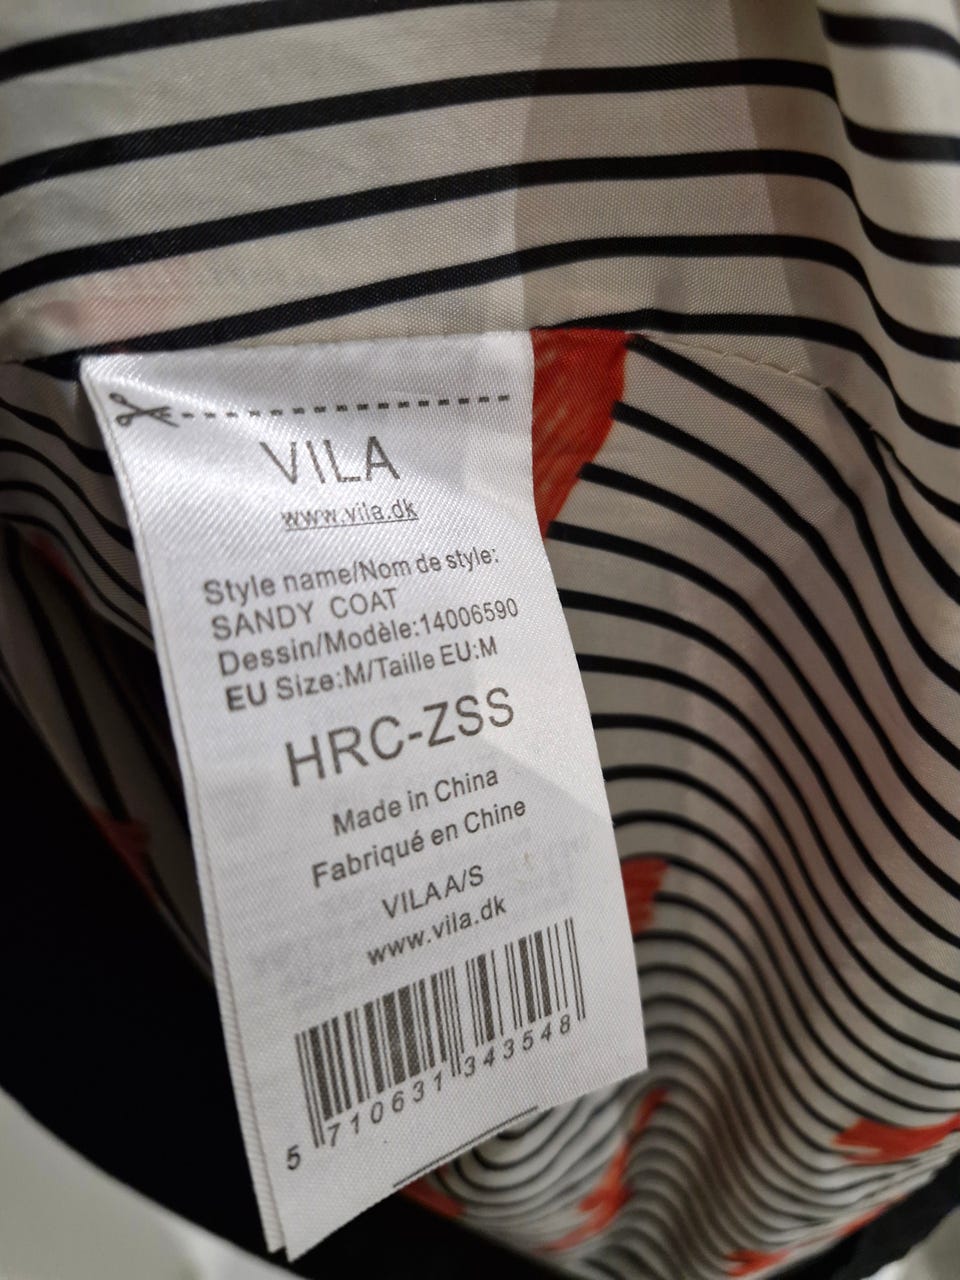 VILA
www.vila.dk
Style name/Nom de style:
SANDY COAT
Dessin/Modèle:14006590
EU Size:M/Taille EU:M
HRC-ZSS
Made in China
Fabriqué en Chine
VILA A/S
www.vila.dk
5 710631 343548